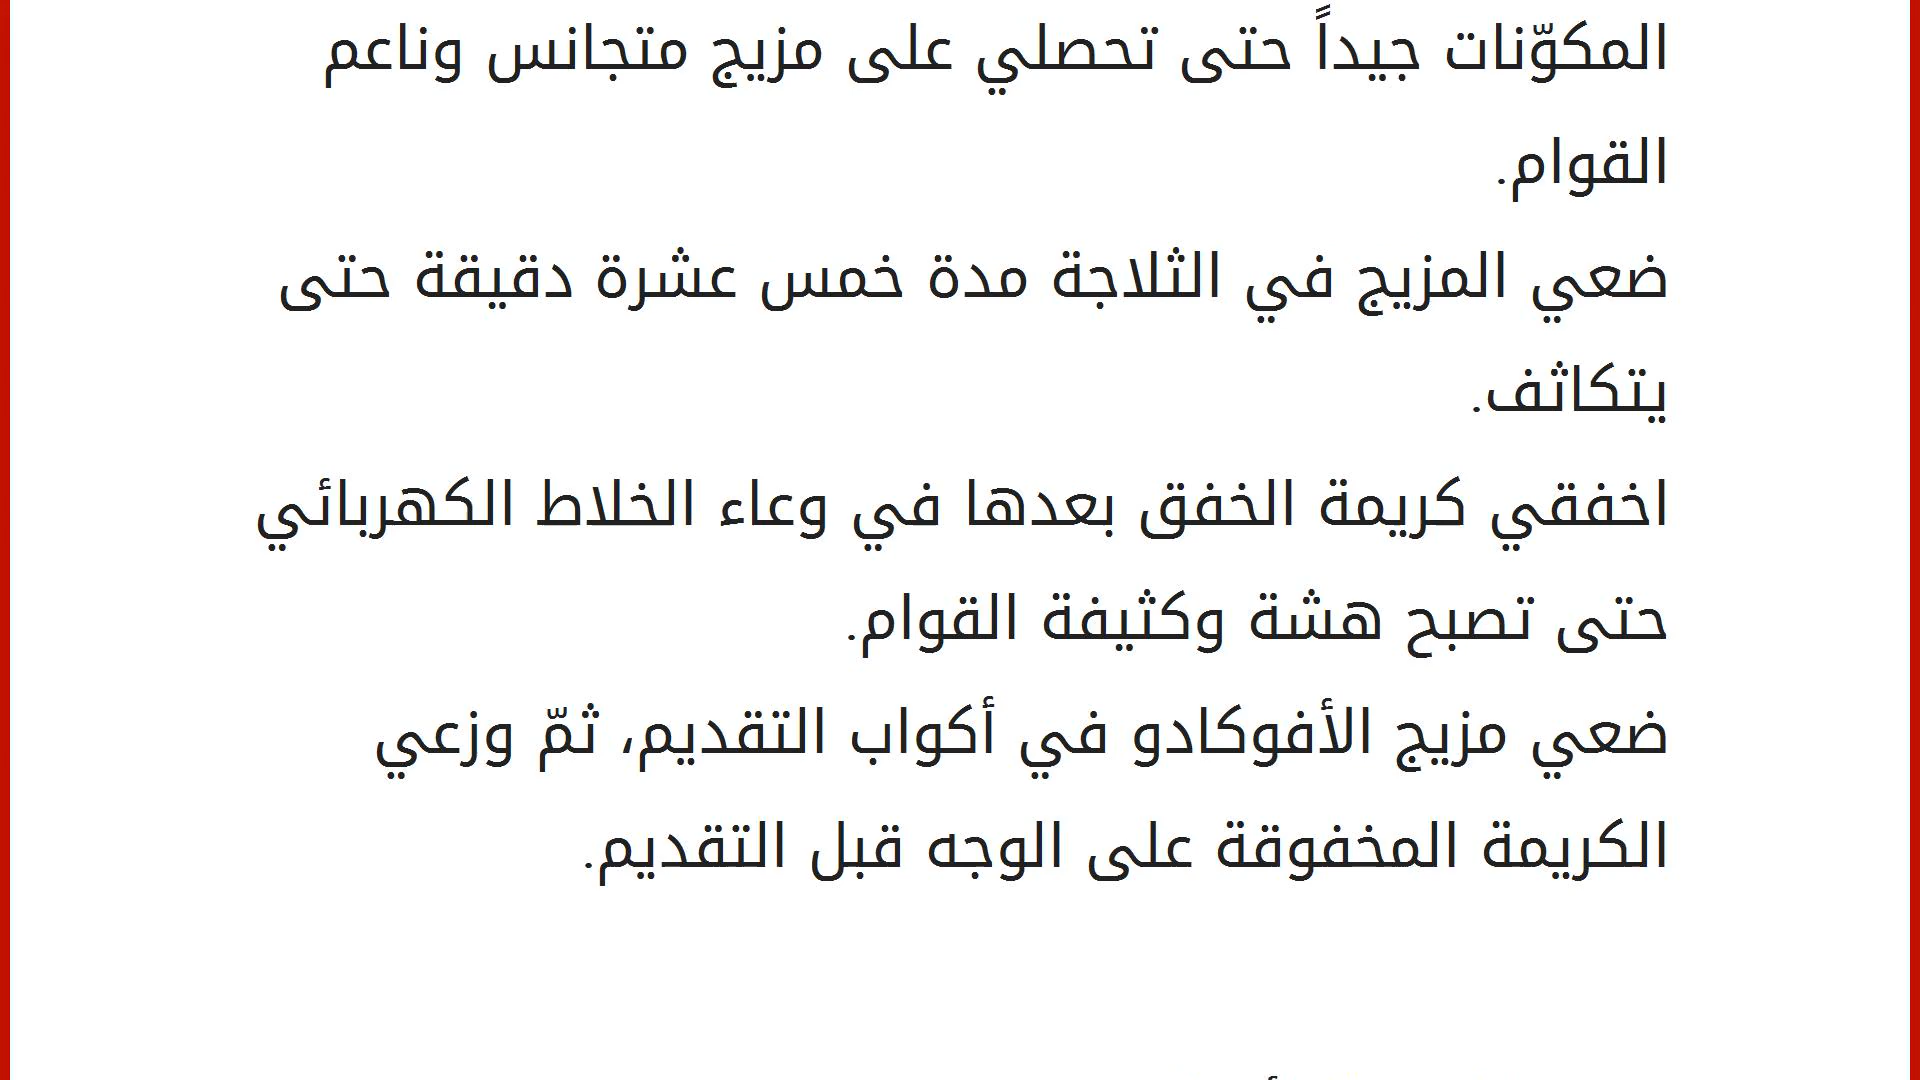 المكوّنات جيداً حتى تحصلي على مزيج متجانس وناعم
القوام.
ضعي المزيج في الثلاجة مدة خمس عشرة دقيقة حتى
يتكاثف.
اخفقي كريمة الخفق بعدها في وعاء الخلاط الكهربائي
حتى تصبح هشة وكثيفة القوام.
ضعي مزيج الأفوكادو في أكواب التقديم، ثمّ وزعي
الكريمة المخفوقة على الوجه قبل التقديم.